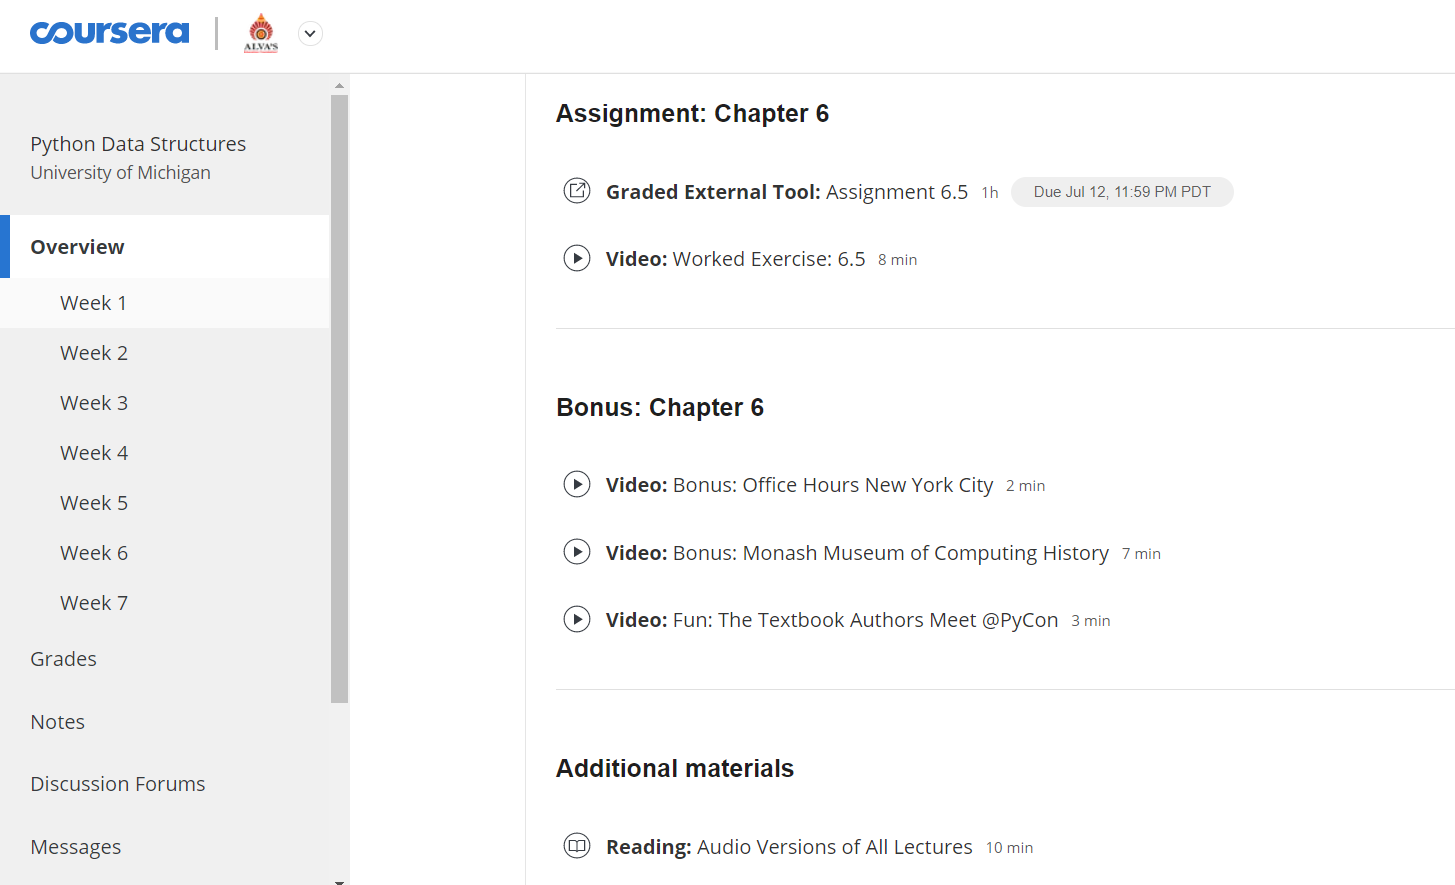 coursera
ALVA'S
Python Data Structures
University of Michigan
Overview
Week 1
Week 2
Week 3
Week 4
Week 5
Week 6
Week 7
Grades
Notes
Discussion Forums
Messages
Assignment: Chapter 6
Graded External Tool: Assignment 6.5 1h Due Jul 12, 11:59 PM PDT
Video: Worked Exercise: 6.5 8 min
Bonus: Chapter 6
Video: Bonus: Office Hours New York City 2 min
Video: Bonus: Monash Museum of Computing History 7 min
Video: Fun: The Textbook Authors Meet @PyCon 3 min
Additional materials
Reading: Audio Versions of All Lectures 10 min